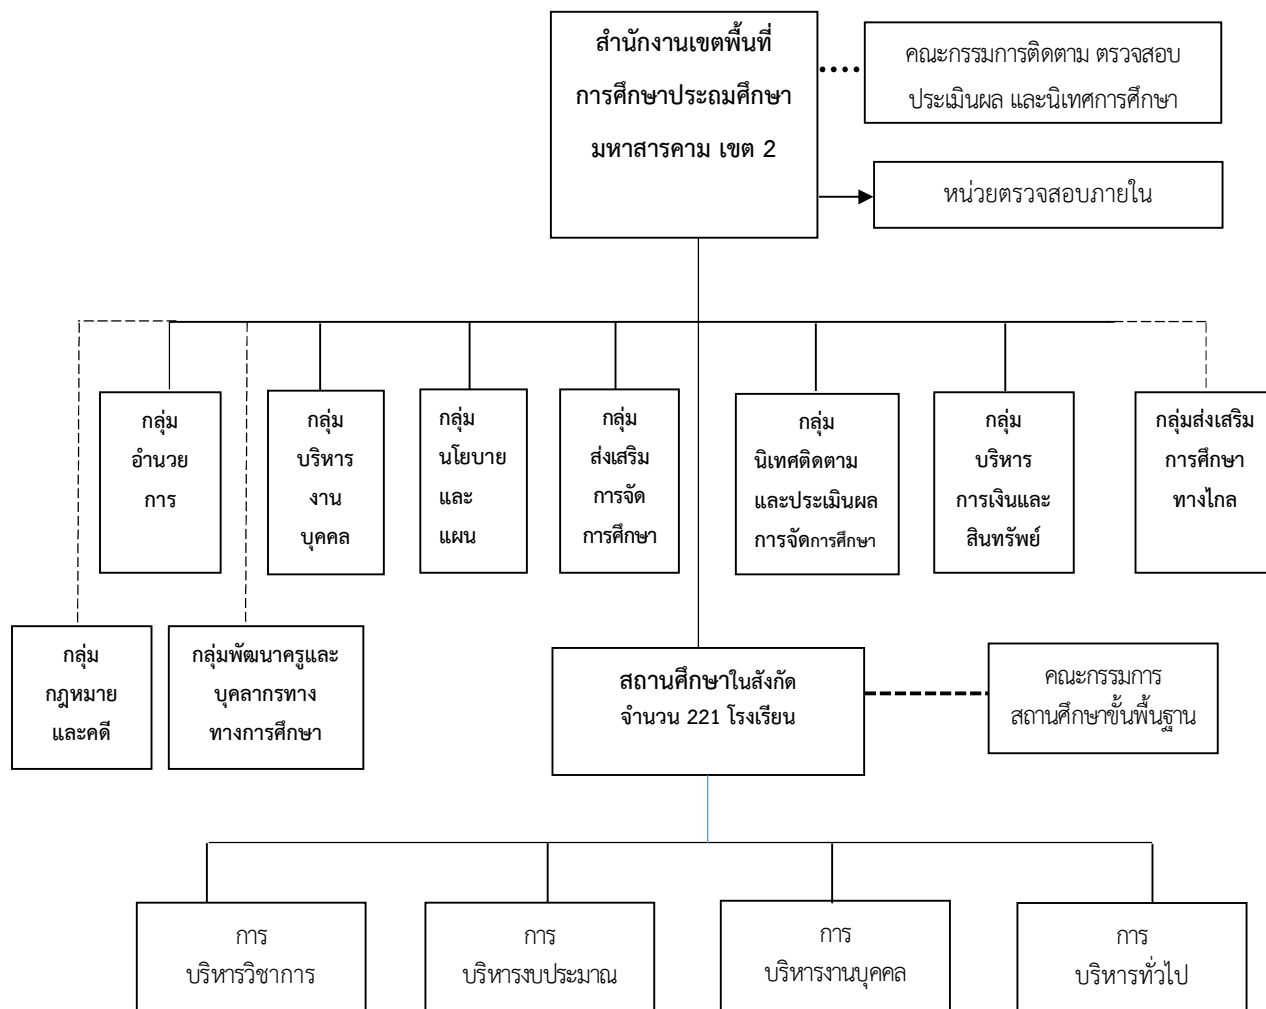 สำนักงานเขตพื้นที่
การศึกษาประถมศึกษา
มหาสารคาม เขต 2
คณะกรรมการติดตาม ตรวจสอบ
ประเมินผล และนิเทศการศึกษา
หน่วยตรวจสอบภายใน
กลุ่ม
อำนวย
การ
กลุ่ม
บริหาร
งาน
บุคคล
กลุ่ม
นโยบาย
และ
แผน
กลุ่ม
ส่งเสริม
การจัด
การศึกษา
กลุ่ม
นิเทศติดตาม
และประเมินผล
การจัดการศึกษา
กลุ่ม
บริหาร
การเงินและ
สินทรัพย์
กลุ่มส่งเสริม
การศึกษา
ทางไกล
กลุ่ม
กฎหมาย
และคดี
กลุ่มพัฒนาครูและ
บุคลากรทาง
ทางการศึกษา
สถานศึกษาในสังกัด
จำนวน 221 โรงเรียน
คณะกรรมการ
สถานศึกษาขั้นพื้นฐาน
การ
บริหารวิชาการ
การ
บริหารงบประมาณ
การ
บริหารงานบุคคล
การ
บริหารทั่วไป